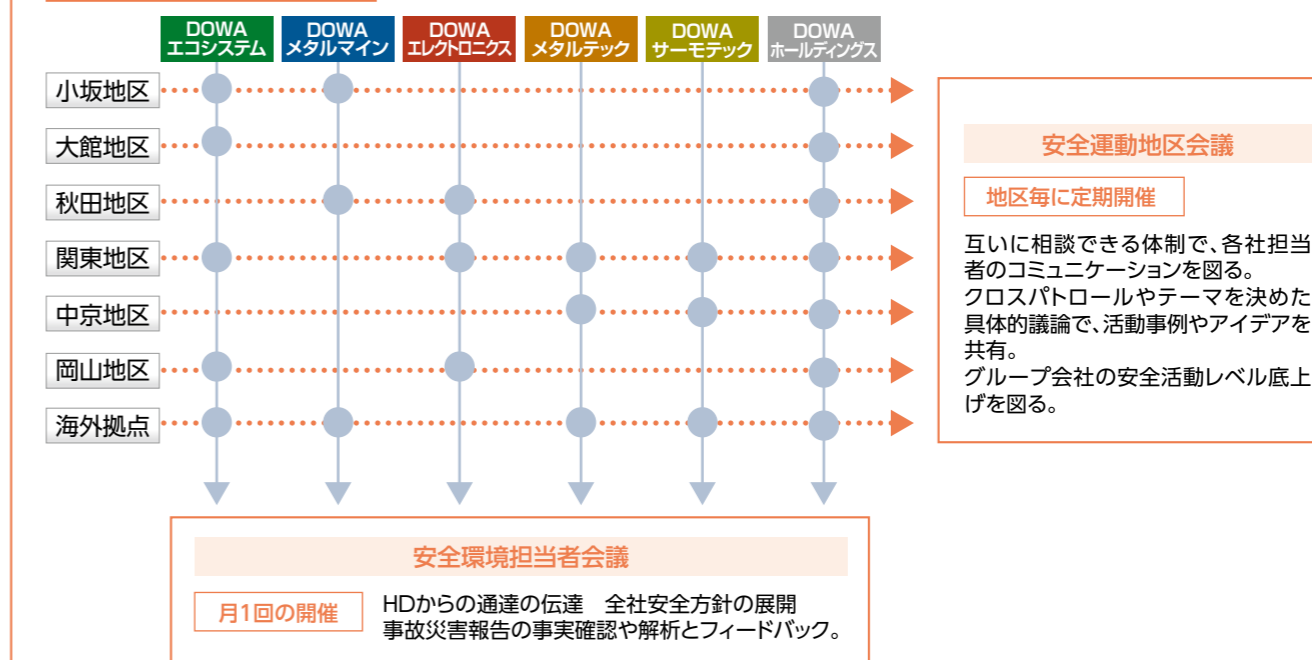 DOWA
エコシステム
DOWA
メタルマイン
DOWA
エレクトロニクス
DOWA
メタルテック
DOWA
サーモテック
DOWA
ホールディングス
小坂地区
大館地区
秋田地区
関東地区
中京地区
岡山地区
海外拠点
安全運動地区会議
地区毎に定期開催
互いに相談できる体制で、各社担当
者のコミュニケーションを図る。
クロスパトロールやテーマを決めた
具体的議論で、活動事例やアイデアを
共有。
グループ会社の安全活動レベル底上
げを図る。
安全環境担当者会議
月1回の開催
HDからの通達の伝達　全社安全方針の展開
事故災害報告の事実確認や解析とフィードバック。